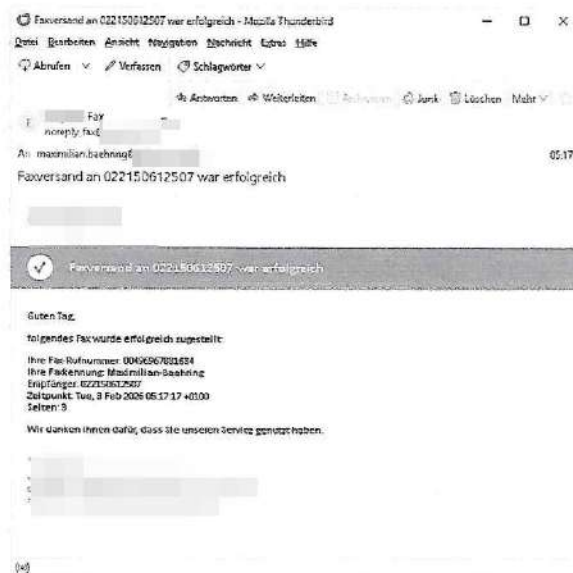 Faxversand an 022150612507 war erfolgreich - Mozilla Thunderbird
Datei Bearbeiten Ansicht Navigation Nachricht Extras Hilfe
Abrufen Verfassen Schlagwörter
Antworten Weiterleiten Archivieren Junk Löschen Mehr
Fax
noreply.fax@
An maximilian.baehring@
05:17
Faxversand an 022150612507 war erfolgreich
Faxversand an 022150612507 war erfolgreich
Guten Tag,
folgendes Fax wurde erfolgreich zugestellt:
Ihre Fax-Rufnummer: 00496967831634
Ihre Faxkennung: Maximilian-Baehring
Empfänger: 022150612507
Zeitpunkt: Tue, 3 Feb 2026 05:17:17 +0100
Seiten: 3
Wir danken Ihnen dafür, dass Sie unseren Service genutzt haben.